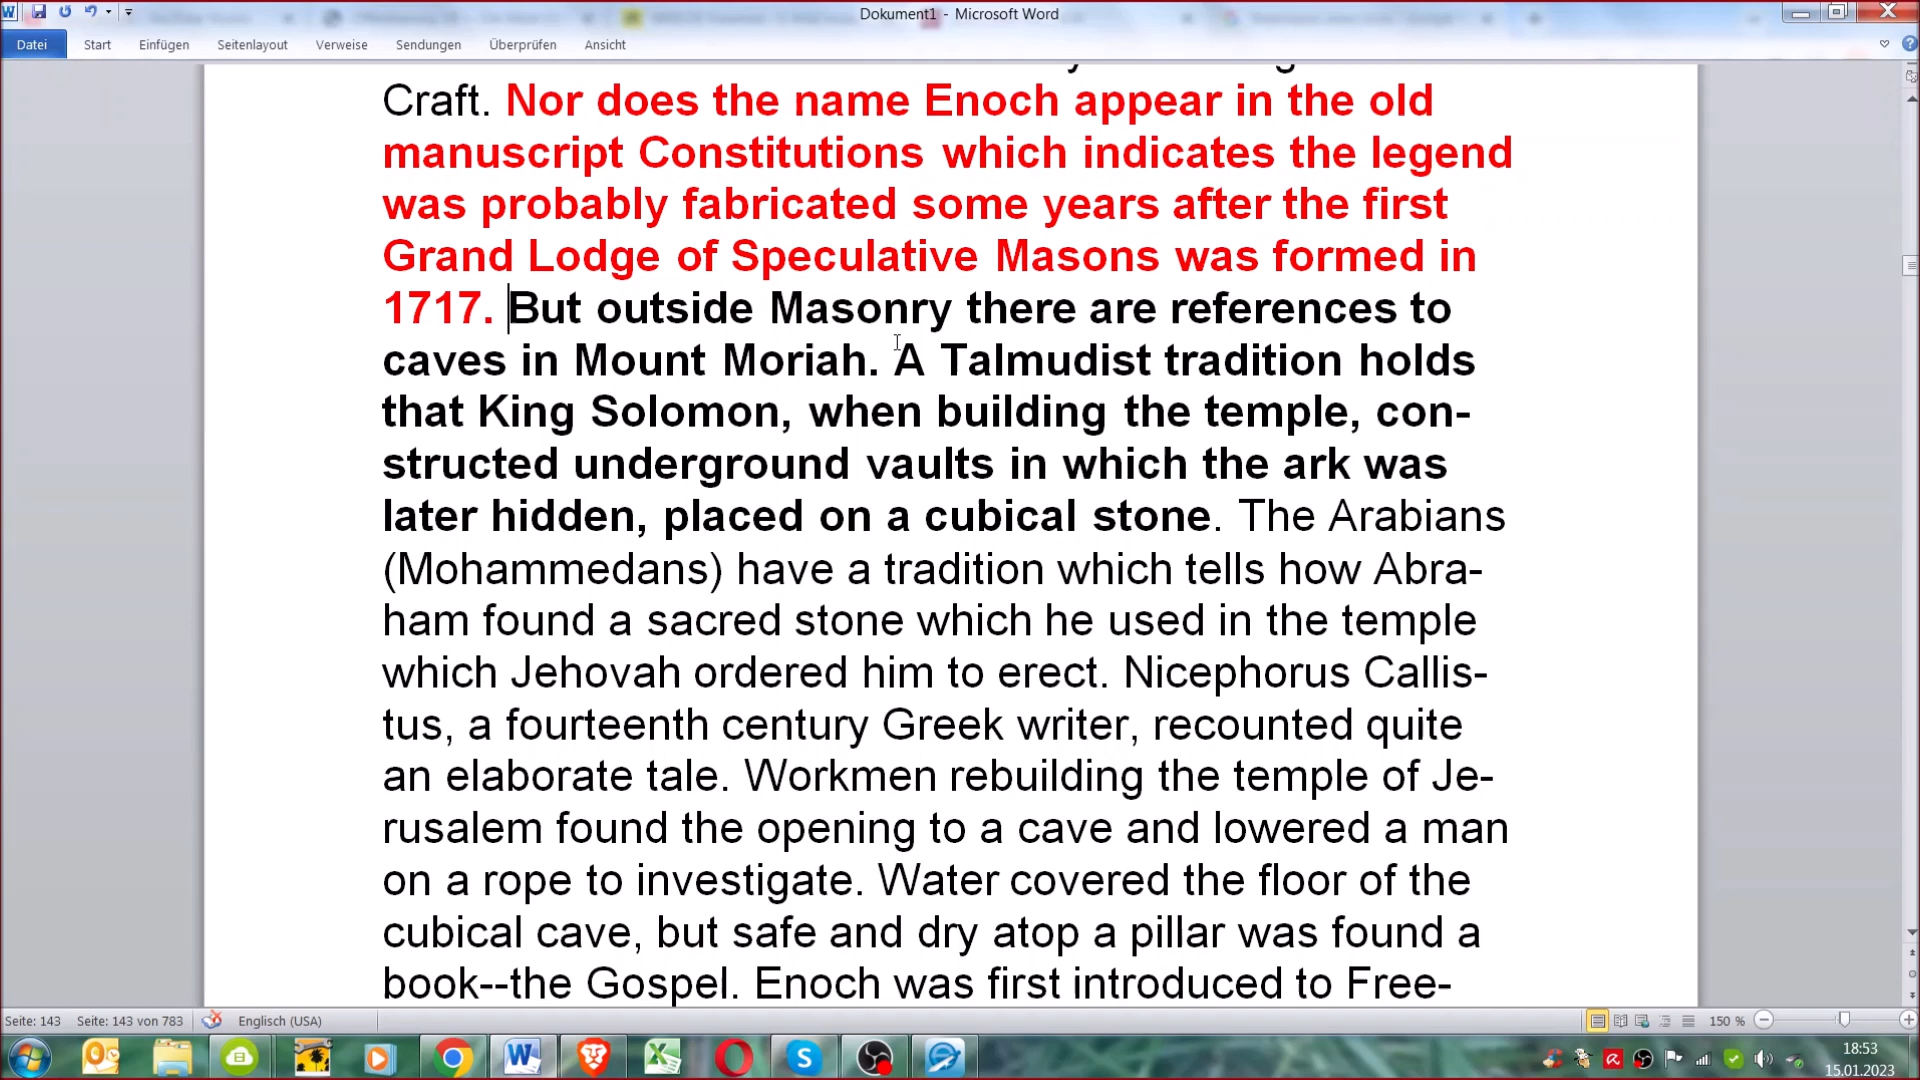 Dokument1 - Microsoft Word
Datei Start Einfügen Seitenlayout Verweise Sendungen Überprüfen Ansicht
Craft. Nor does the name Enoch appear in the old
manuscript Constitutions which indicates the legend
was probably fabricated some years after the first
Grand Lodge of Speculative Masons was formed in
1717. But outside Masonry there are references to
caves in Mount Moriah. A Talmudist tradition holds
that King Solomon, when building the temple, con-
structed underground vaults in which the ark was
later hidden, placed on a cubical stone. The Arabians
(Mohammedans) have a tradition which tells how Abra-
ham found a sacred stone which he used in the temple
which Jehovah ordered him to erect. Nicephorus Callis-
tus, a fourteenth century Greek writer, recounted quite
an elaborate tale. Workmen rebuilding the temple of Je-
rusalem found the opening to a cave and lowered a man
on a rope to investigate. Water covered the floor of the
cubical cave, but safe and dry atop a pillar was found a
book--the Gospel. Enoch was first introduced to Free-
Seite: 143 Seite: 143 von 783 Englisch (USA) 150 %
18:53
15.01.2023